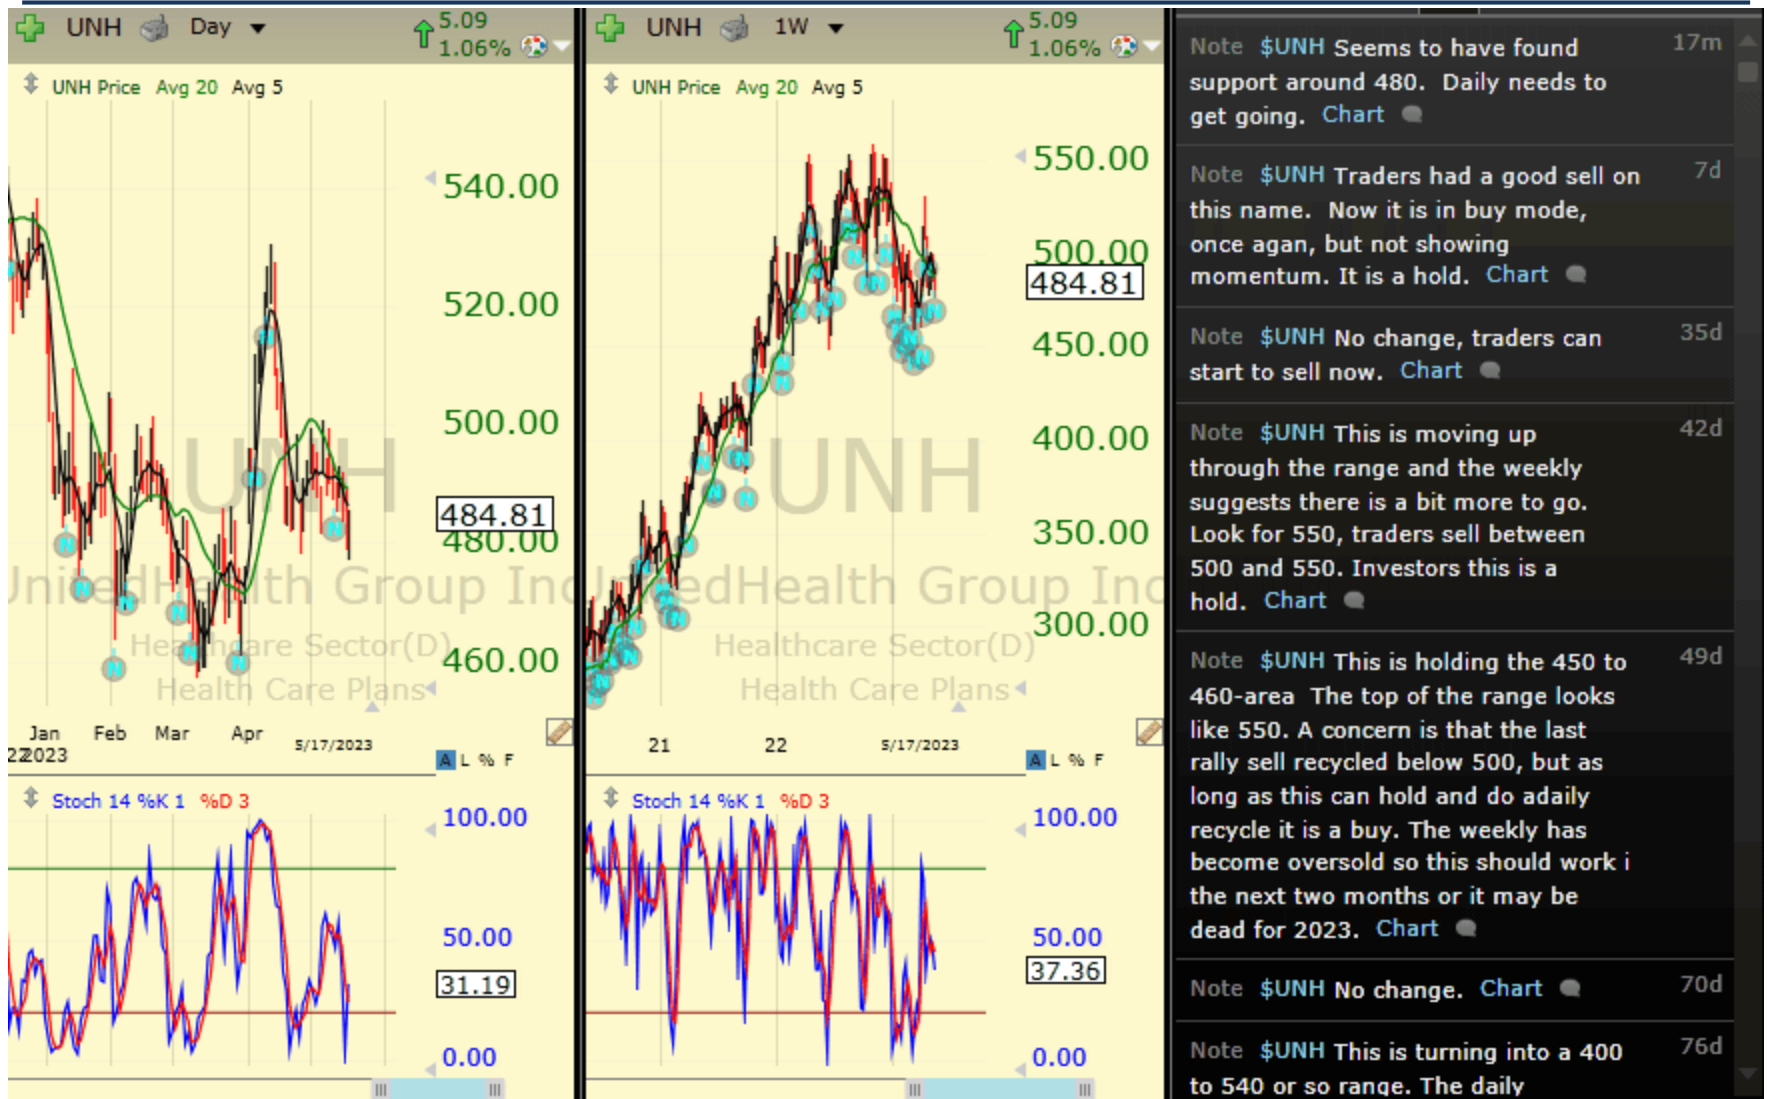 UNH Day 5.09
1.06%
UNH Price Avg 20 Avg 5
540.00
520.00
500.00
484.81
480.00
460.00
UNH
UnitedHealth Group Inc
Healthcare Sector(D)
Health Care Plans
Jan Feb Mar Apr 5/17/2023
22 2023
A L % F
Stoch 14 %K 1 %D 3
100.00
50.00
31.19
0.00
UNH 1W 5.09
1.06%
UNH Price Avg 20 Avg 5
550.00
500.00
484.81
450.00
400.00
350.00
300.00
UNH
UnitedHealth Group Inc
Healthcare Sector(D)
Health Care Plans
21 22 5/17/2023
A L % F
Stoch 14 %K 1 %D 3
100.00
50.00
37.36
0.00
Note $UNH Seems to have found 17m
support around 480. Daily needs to
get going. Chart
Note $UNH Traders had a good sell on 7d
this name. Now it is in buy mode,
once agan, but not showing
momentum. It is a hold. Chart
Note $UNH No change, traders can 35d
start to sell now. Chart
Note $UNH This is moving up 42d
through the range and the weekly
suggests there is a bit more to go.
Look for 550, traders sell between
500 and 550. Investors this is a
hold. Chart
Note $UNH This is holding the 450 to 49d
460-area The top of the range looks
like 550. A concern is that the last
rally sell recycled below 500, but as
long as this can hold and do adaily
recycle it is a buy. The weekly has
become oversold so this should work i
the next two months or it may be
dead for 2023. Chart
Note $UNH No change. Chart 70d
Note $UNH This is turning into a 400 76d
to 540 or so range. The daily